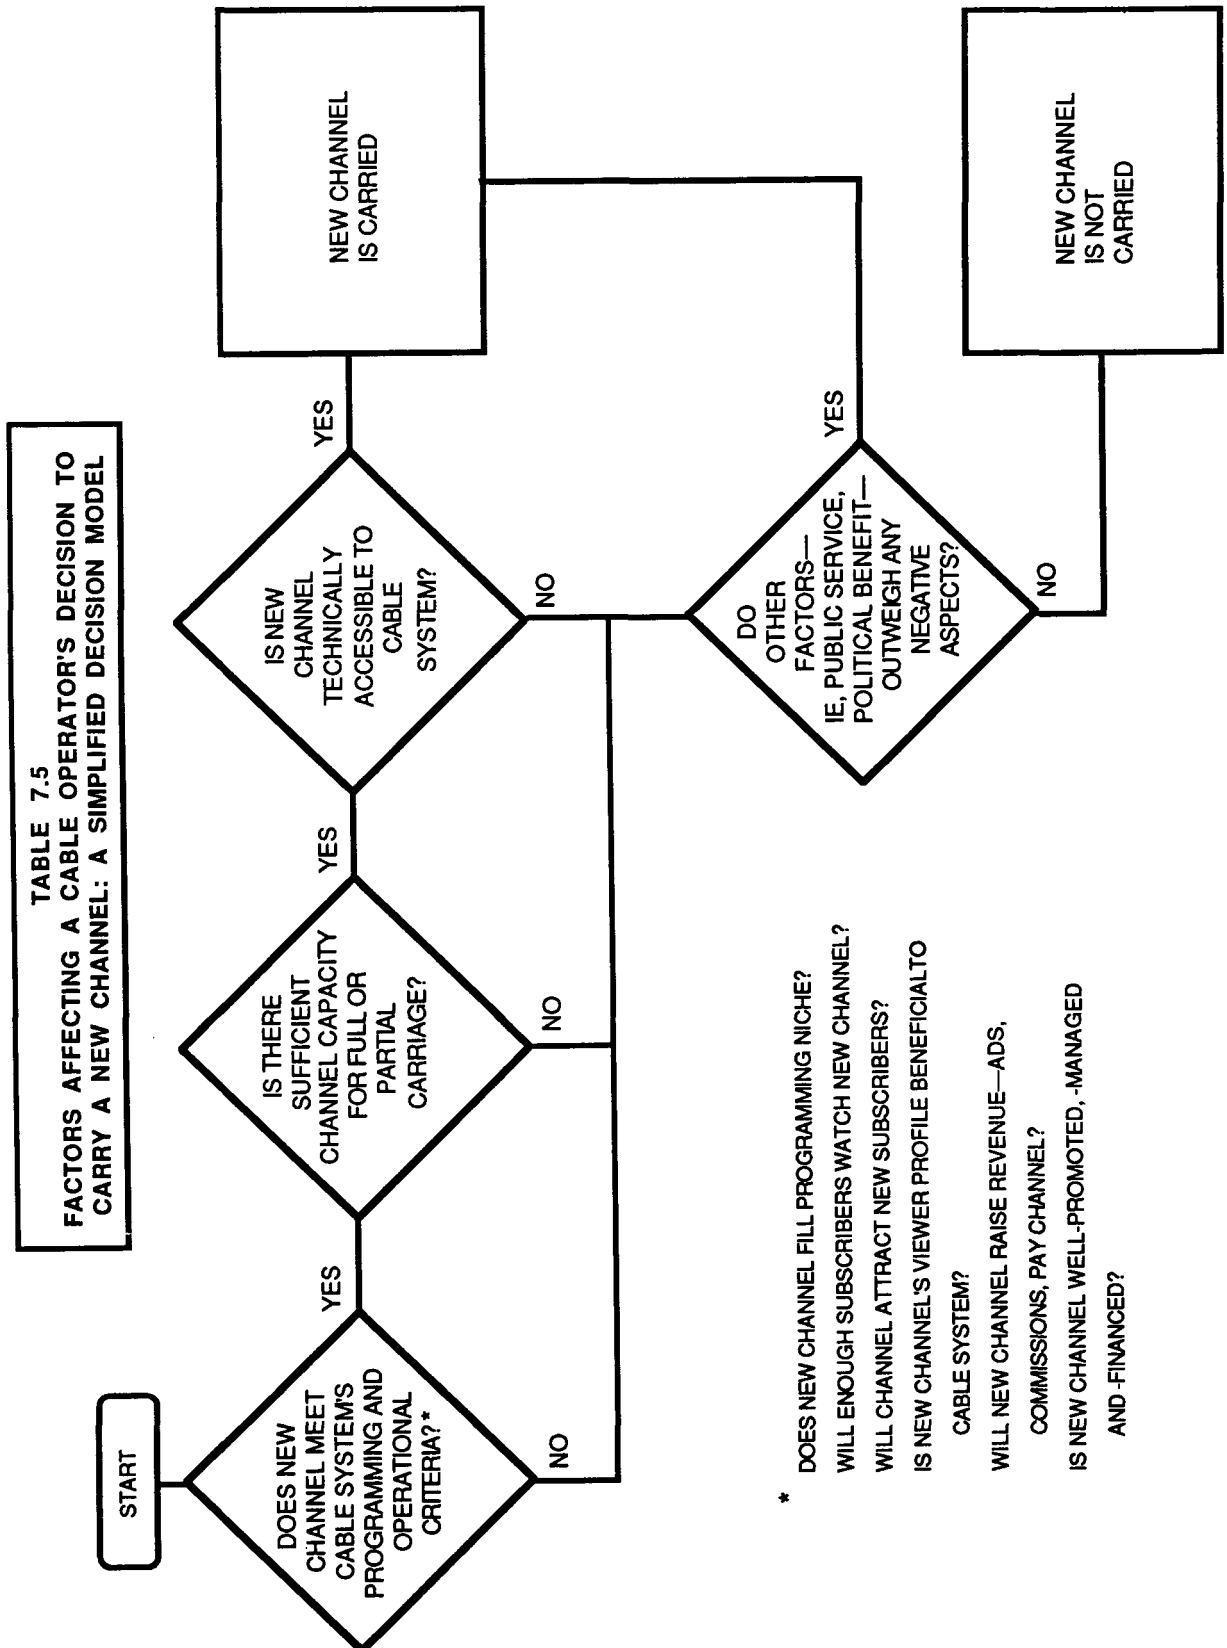 TABLE 7.5
FACTORS AFFECTING A CABLE OPERATOR'S DECISION TO
CARRY A NEW CHANNEL: A SIMPLIFIED DECISION MODEL
START
DOES NEW
CHANNEL MEET
CABLE SYSTEM'S
PROGRAMMING AND
OPERATIONAL
CRITERIA?*
YES
NO
IS THERE
SUFFICIENT
CHANNEL CAPACITY
FOR FULL OR
PARTIAL
CARRIAGE?
YES
NO
IS NEW
CHANNEL
TECHNICALLY
ACCESSIBLE TO
CABLE
SYSTEM?
YES
NO
NEW CHANNEL
IS CARRIED
DO
OTHER
FACTORS—
IE, PUBLIC SERVICE,
POLITICAL BENEFIT—
OUTWEIGH ANY
NEGATIVE
ASPECTS?
YES
NO
NEW CHANNEL
IS NOT
CARRIED
* DOES NEW CHANNEL FILL PROGRAMMING NICHE?
WILL ENOUGH SUBSCRIBERS WATCH NEW CHANNEL?
WILL CHANNEL ATTRACT NEW SUBSCRIBERS?
IS NEW CHANNEL'S VIEWER PROFILE BENEFICIALTO
CABLE SYSTEM?
WILL NEW CHANNEL RAISE REVENUE—ADS,
COMMISSIONS, PAY CHANNEL?
IS NEW CHANNEL WELL-PROMOTED, -MANAGED
AND -FINANCED?